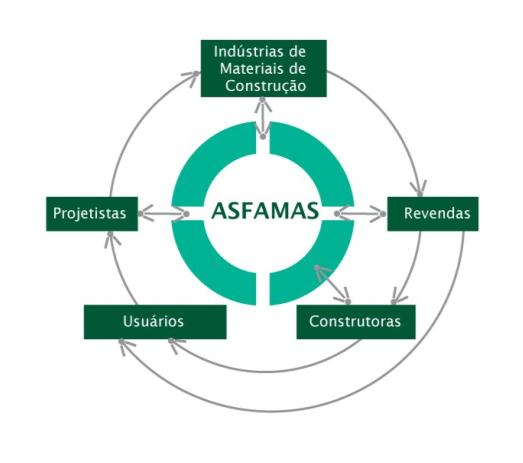 Indústrias de
Materiais de
Construção
Projetistas
ASFAMAS
Revendas
Usuários
Construtoras